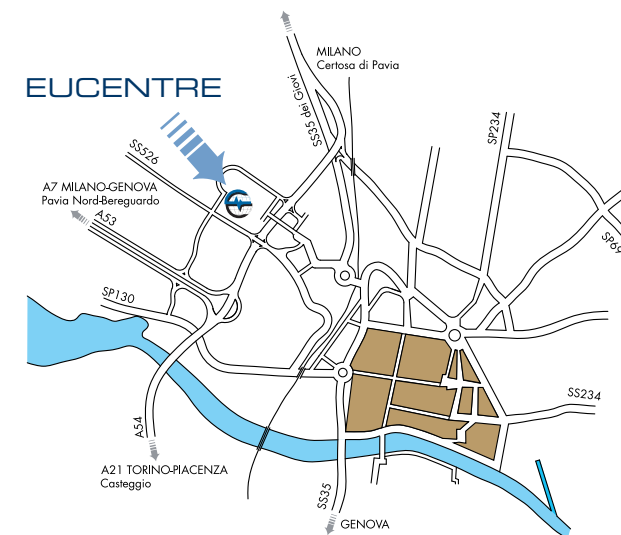 MILANO
Certosa di Pavia
EUCENTRE
SS35 dei Giovi
SP234
SS526
A7 MILANO-GENOVA
Pavia Nord-Bereguardo
A53
SP69
SP130
SS234
A54
A21 TORINO-PIACENZA
Casteggio
SS35
GENOVA